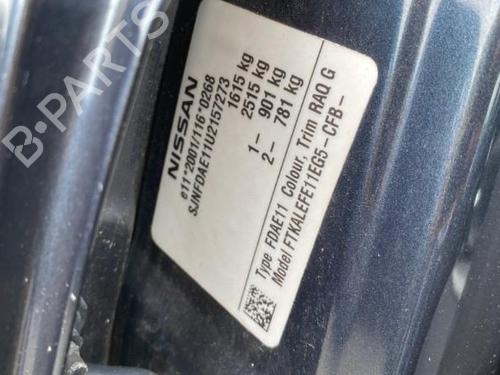 NISSAN
e11*2001/116*0268
SJNFDAE11U2157273
1615 kg
2515 kg
1- 901 kg
2- 781 kg
Type FDAE11 Colour, Trim RAQ G
Model FTKALEFE11EG5-CFB-
B-PARTS